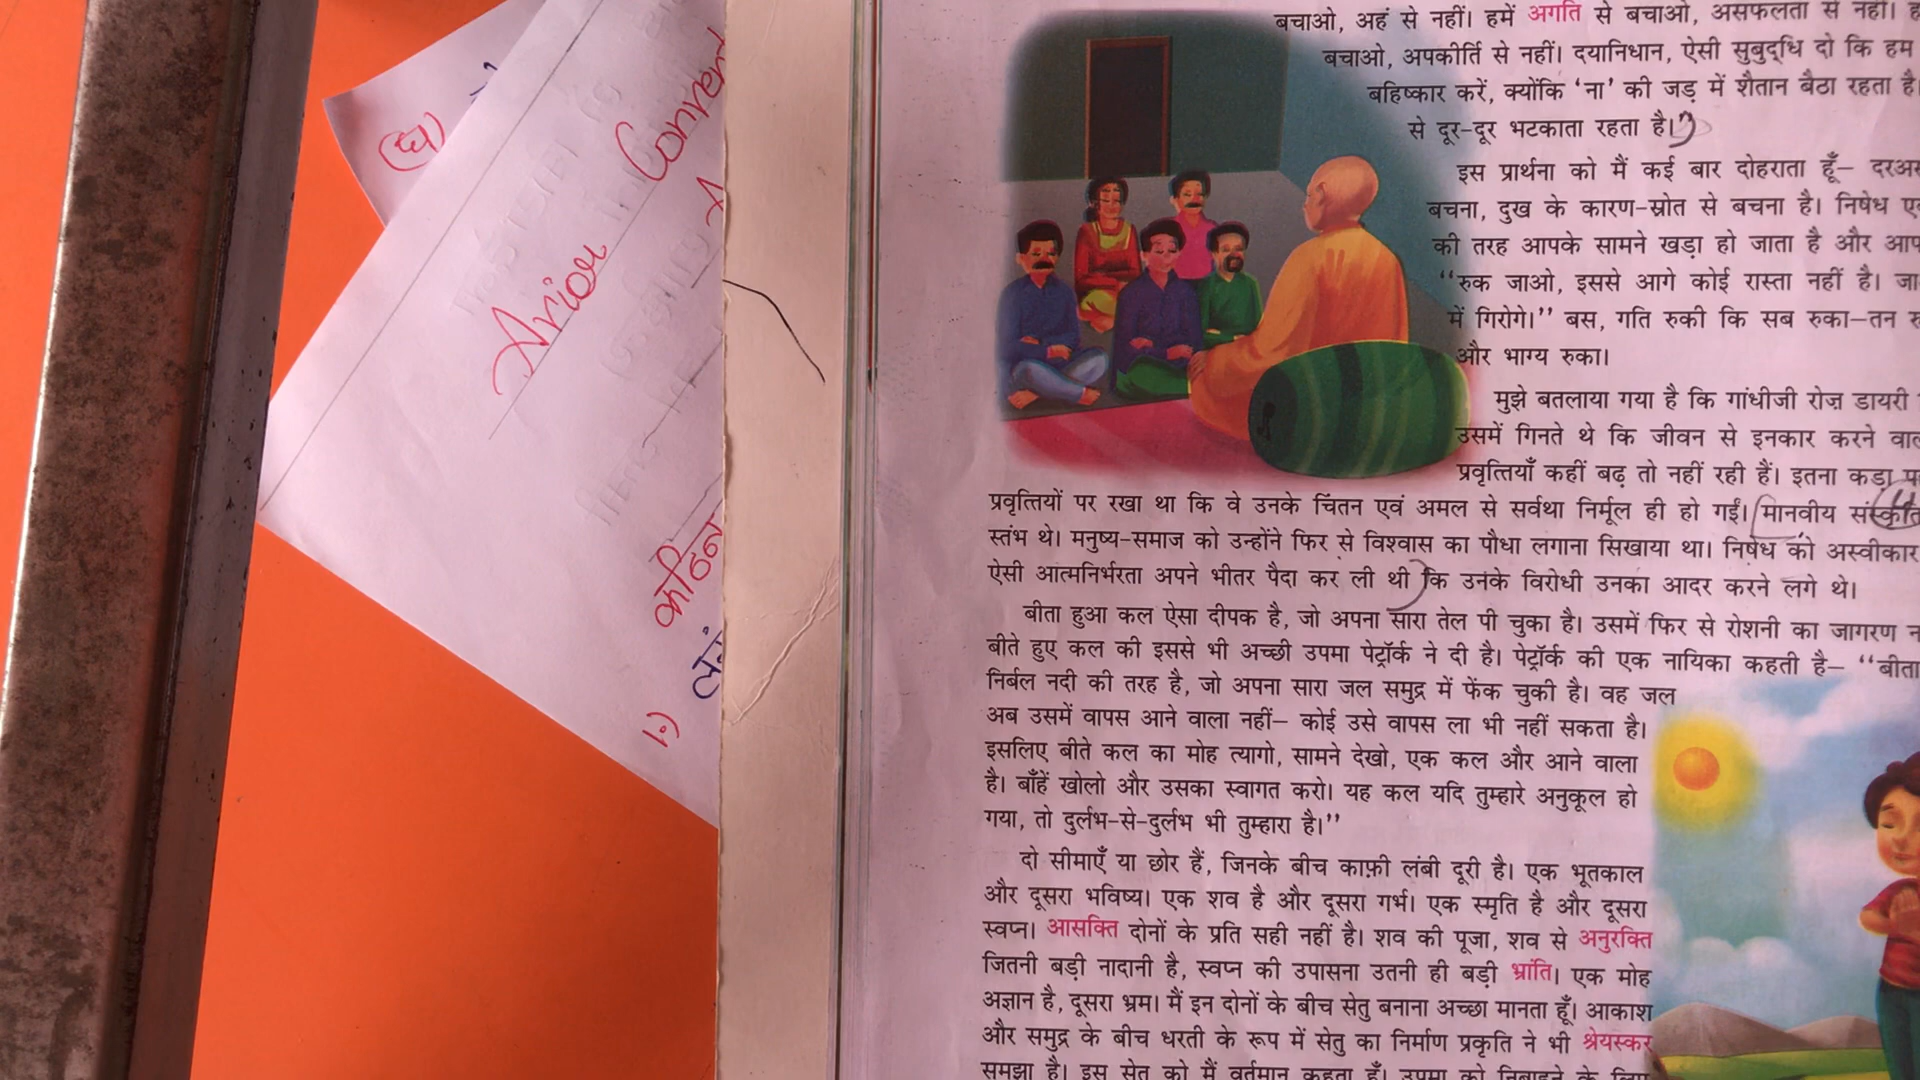 (घ)
Arior Convent
कठिन
1.)
बचाओ, अहं से नहीं। हमें अगति से बचाओ, असफलता से नहीं।
बचाओ, अपकीर्ति से नहीं। दयानिधान, ऐसी सुबुद्धि दो कि हम
बहिष्कार करें, क्योंकि ‘ना’ की जड़ में शैतान बैठा रहता है।
से दूर-दूर भटकाता रहता है।”
इस प्रार्थना को मैं कई बार दोहराता हूँ–
बचना, दुख के कारण-स्रोत से बचना है। निषेध
की तरह आपके सामने खड़ा हो जाता है और
“रुक जाओ, इससे आगे कोई रास्ता नहीं है।
में गिरोगे।” बस, गति रुकी कि सब रुका–तन
और भाग्य रुका।
मुझे बतलाया गया है कि गांधीजी रोज़ डायरी
उसमें गिनते थे कि जीवन से इनकार करने
प्रवृत्तियाँ कहीं बढ़ तो नहीं रही हैं। इतना कड़ा
प्रवृत्तियों पर रखा था कि वे उनके चिंतन एवं अमल से सर्वथा निर्मूल ही हो गईं। मानवीय
स्तंभ थे। मनुष्य-समाज को उन्होंने फिर से विश्वास का पौधा लगाना सिखाया था। निषेध को अस्वीकार
ऐसी आत्मनिर्भरता अपने भीतर पैदा कर ली थी कि उनके विरोधी उनका आदर करने लगे थे।
बीता हुआ कल ऐसा दीपक है, जो अपना सारा तेल पी चुका है। उसमें फिर से रोशनी का जागरण
बीते हुए कल की इससे भी अच्छी उपमा पेट्रॉर्क ने दी है। पेट्रॉर्क की एक नायिका कहती है– “बीता
निर्बल नदी की तरह है, जो अपना सारा जल समुद्र में फेंक चुकी है। वह जल
अब उसमें वापस आने वाला नहीं– कोई उसे वापस ला भी नहीं सकता है।
इसलिए बीते कल का मोह त्यागो, सामने देखो, एक कल और आने वाला
है। बाँहें खोलो और उसका स्वागत करो। यह कल यदि तुम्हारे अनुकूल हो
गया, तो दुर्लभ-से-दुर्लभ भी तुम्हारा है।”
दो सीमाएँ या छोर हैं, जिनके बीच काफ़ी लंबी दूरी है। एक भूतकाल
और दूसरा भविष्य। एक शव है और दूसरा गर्भ। एक स्मृति है और दूसरा
स्वप्न। आसक्ति दोनों के प्रति सही नहीं है। शव की पूजा, शव से अनुरक्ति
जितनी बड़ी नादानी है, स्वप्न की उपासना उतनी ही बड़ी भ्रांति। एक मोह
अज्ञान है, दूसरा भ्रम। मैं इन दोनों के बीच सेतु बनाना अच्छा मानता हूँ। आकाश
और समुद्र के बीच धरती के रूप में सेतु का निर्माण प्रकृति ने भी श्रेयस्कर
समझा है। इस सेतु को मैं वर्तमान कहता हूँ। उपमा को निबाहने के लिए